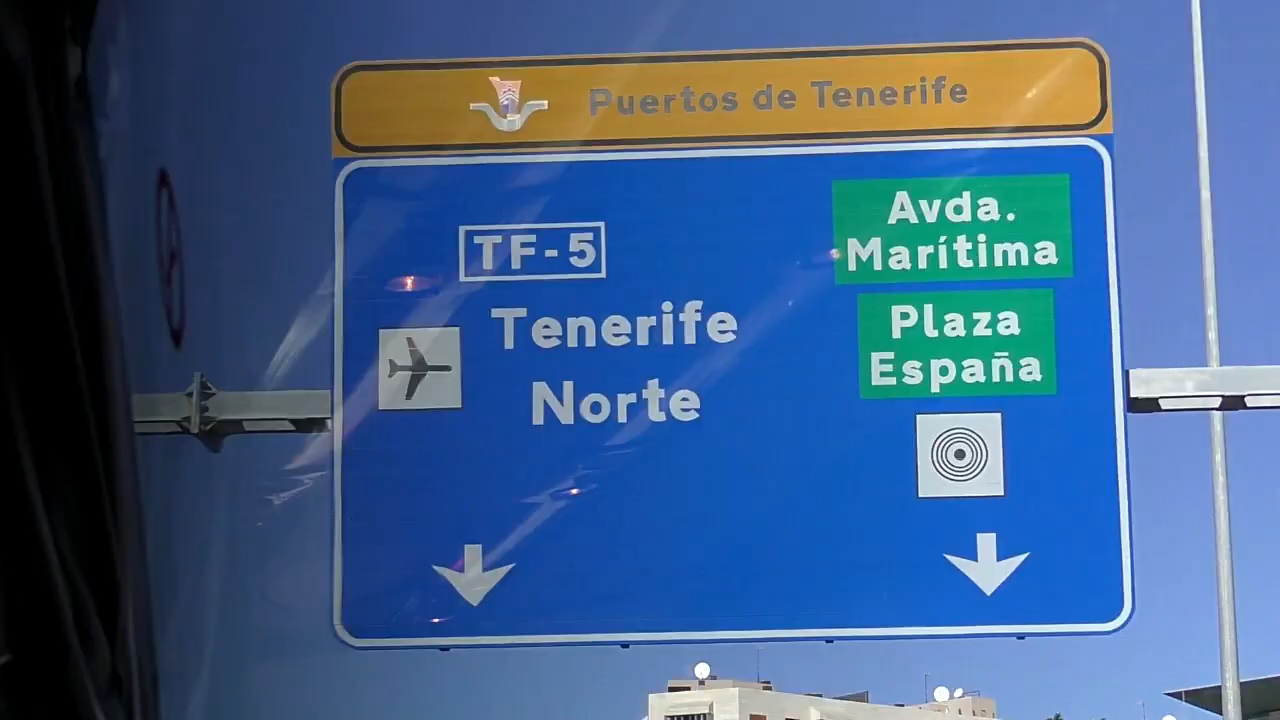 Puertos de Tenerife
TF-5
Tenerife
Norte
Avda.
Marítima
Plaza
España